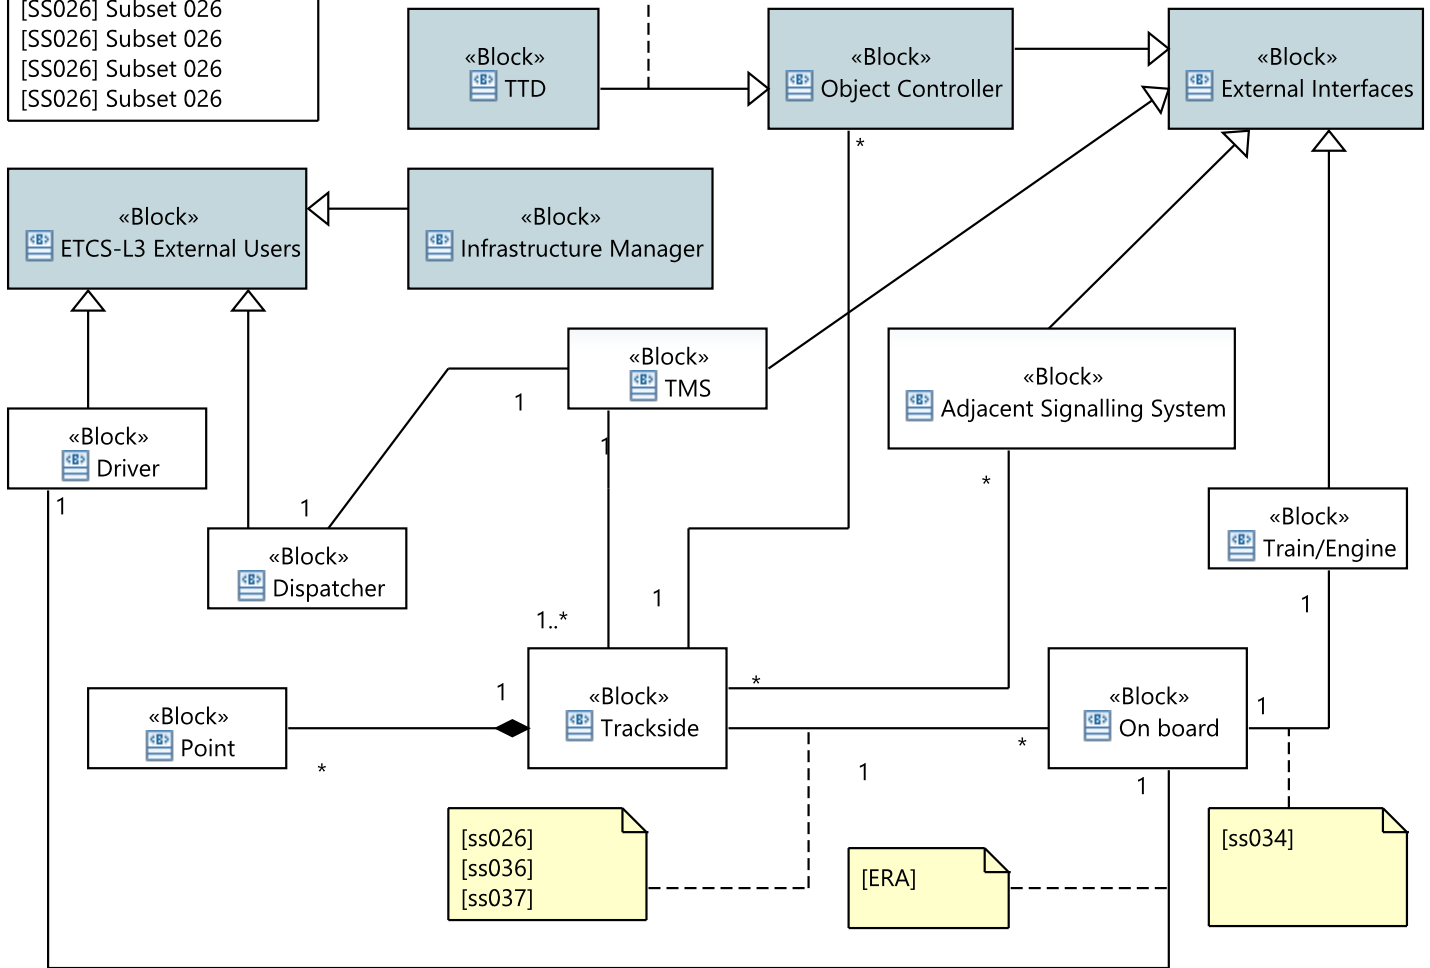 [SS026] Subset 026
[SS026] Subset 026
[SS026] Subset 026
[SS026] Subset 026
«Block»
TTD
«Block»
Object Controller
«Block»
External Interfaces
*
«Block»
ETCS-L3 External Users
«Block»
Infrastructure Manager
«Block»
TMS
«Block»
Adjacent Signalling System
1
1
«Block»
Driver
*
1
1
«Block»
Dispatcher
«Block»
Train/Engine
1..*
1
1
«Block»
Point
1
*
«Block»
Trackside
*
*
1
«Block»
On board
1
1
[ss026]
[ss036]
[ss037]
[ERA]
[ss034]